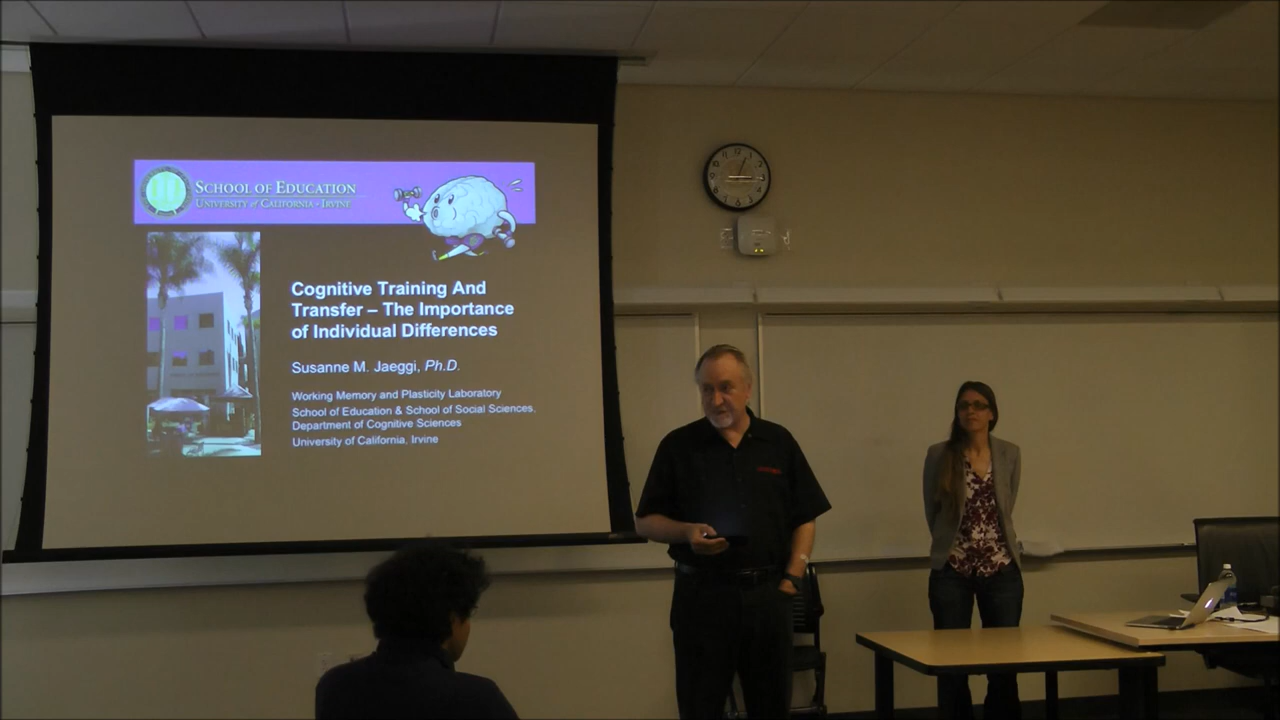 SCHOOL OF EDUCATION
UNIVERSITY of CALIFORNIA • IRVINE
Cognitive Training And
Transfer – The Importance
of Individual Differences
Susanne M. Jaeggi, Ph.D.
Working Memory and Plasticity Laboratory
School of Education & School of Social Sciences,
Department of Cognitive Sciences
University of California, Irvine